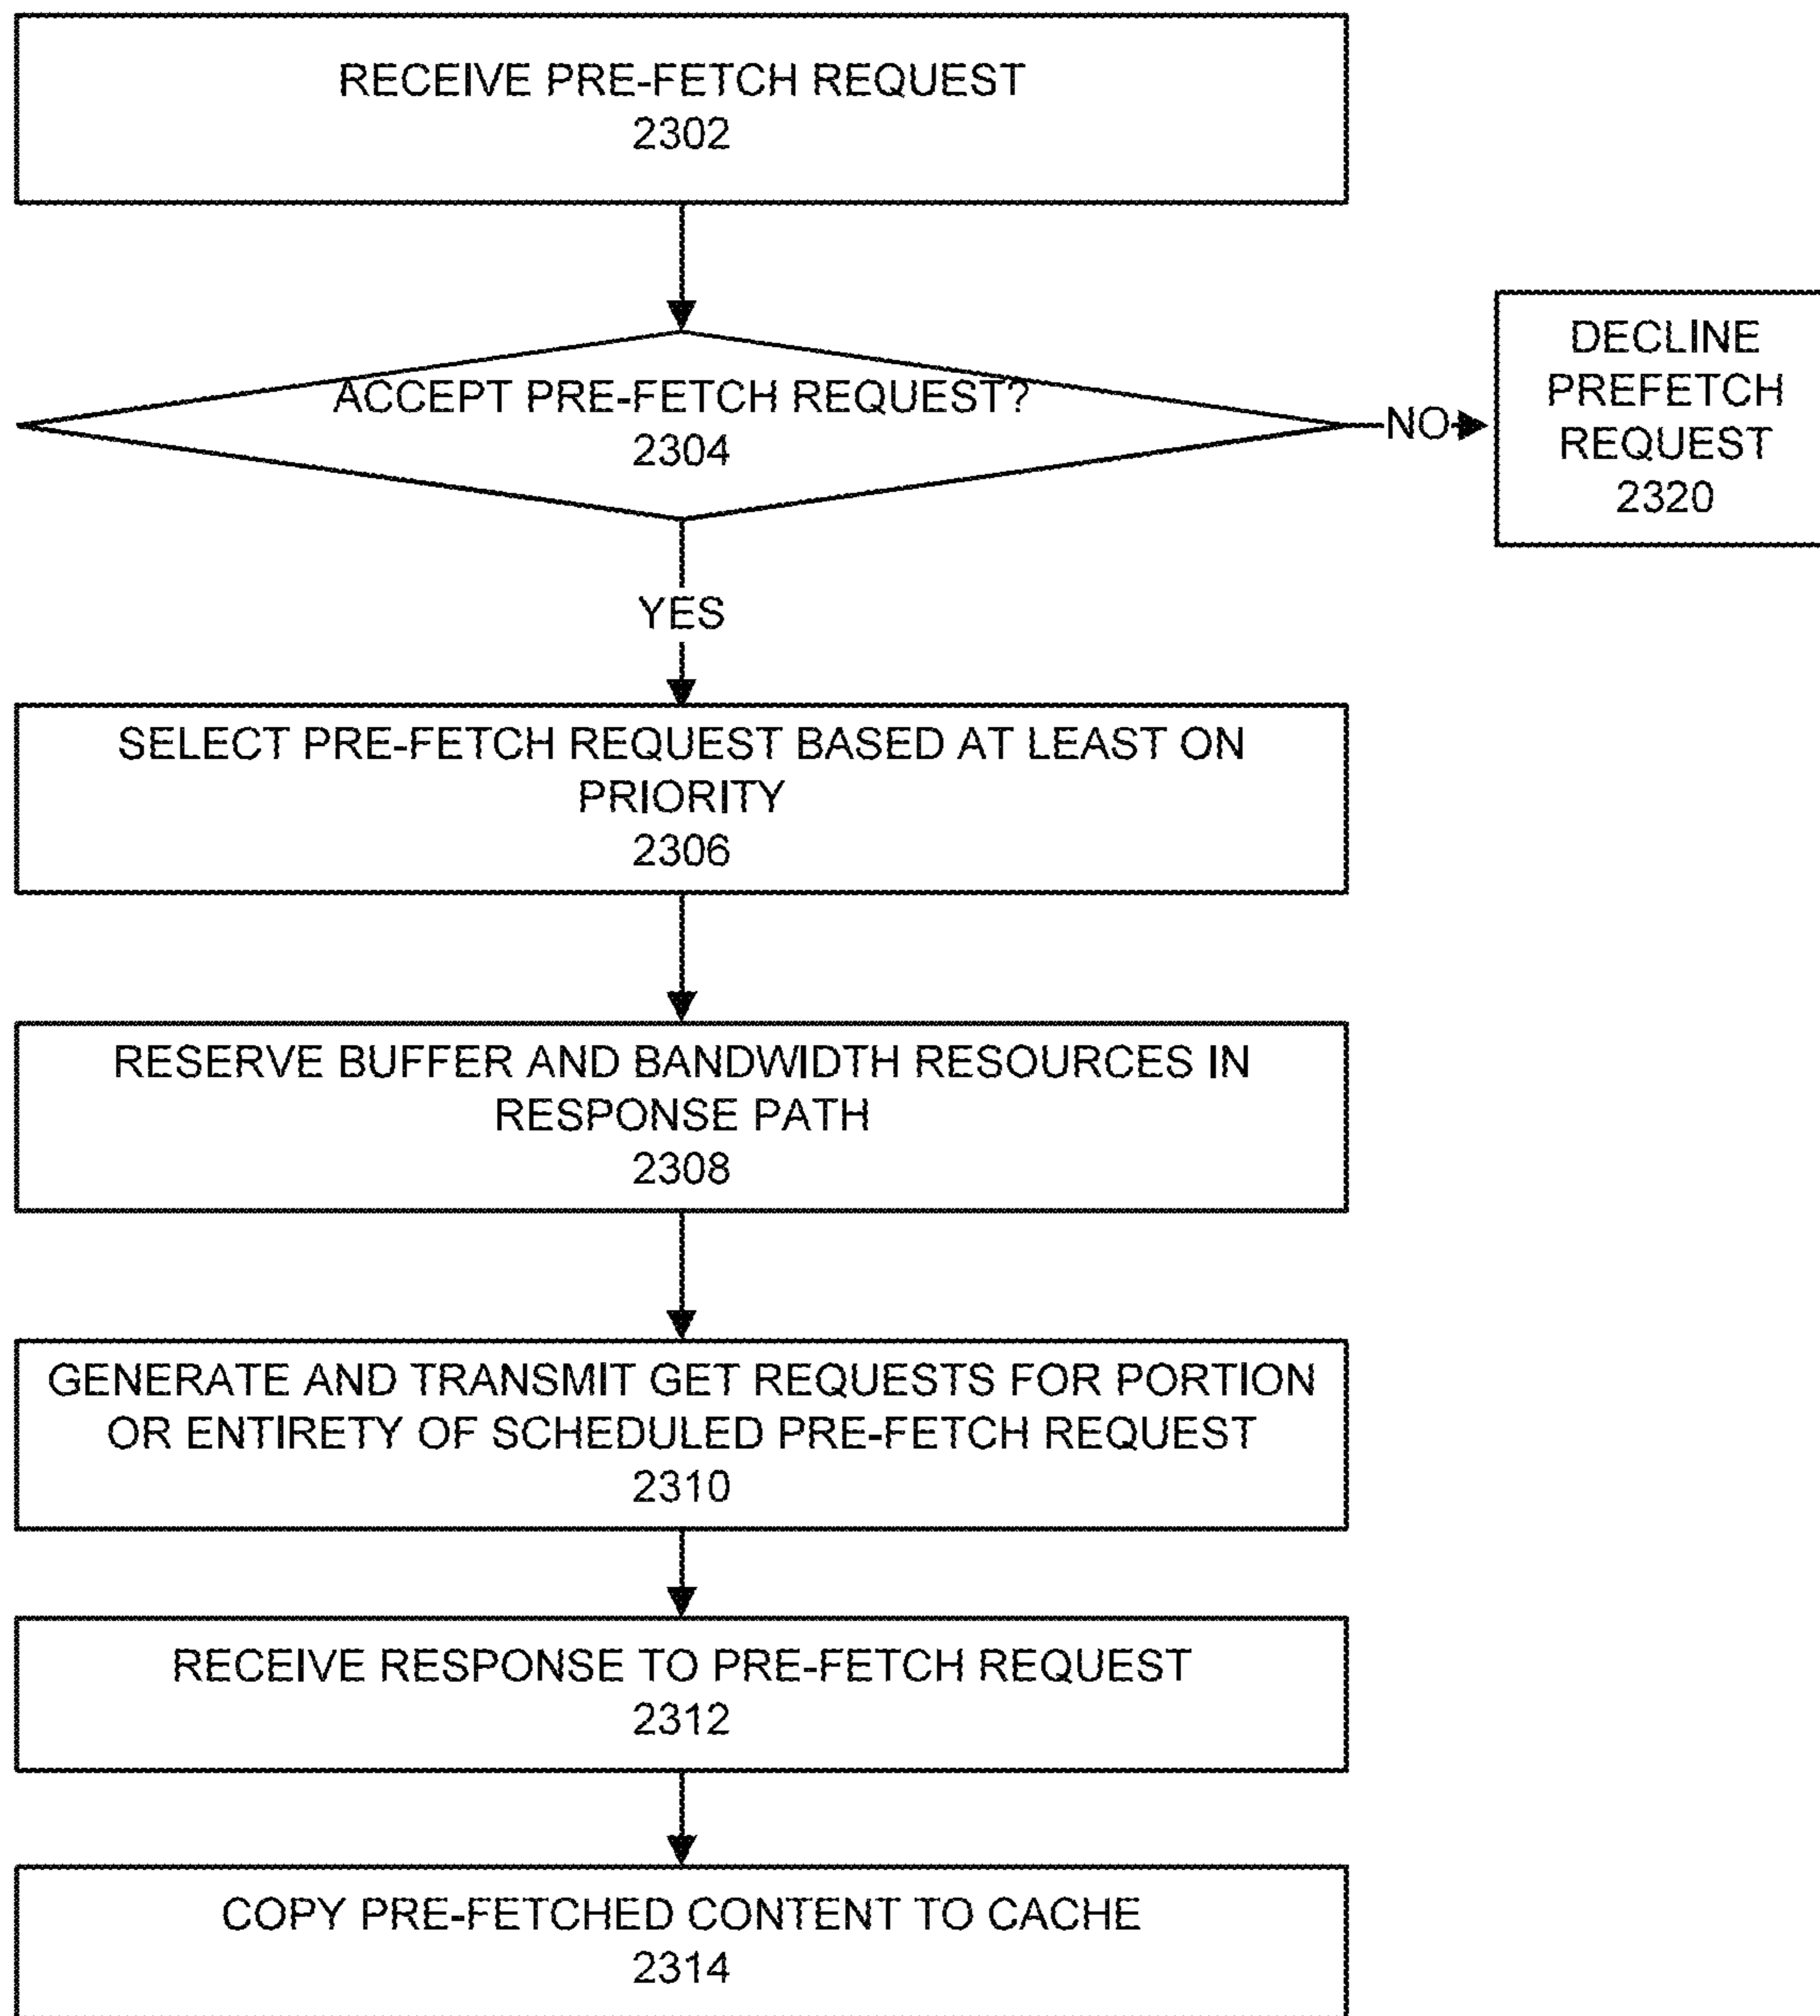 RECEIVE PRE-FETCH REQUEST
2302
ACCEPT PRE-FETCH REQUEST?
2304
NO
DECLINE
PREFETCH
REQUEST
2320
YES
SELECT PRE-FETCH REQUEST BASED AT LEAST ON
PRIORITY
2306
RESERVE BUFFER AND BANDWIDTH RESOURCES IN
RESPONSE PATH
2308
GENERATE AND TRANSMIT GET REQUESTS FOR PORTION
OR ENTIRETY OF SCHEDULED PRE-FETCH REQUEST
2310
RECEIVE RESPONSE TO PRE-FETCH REQUEST
2312
COPY PRE-FETCHED CONTENT TO CACHE
2314